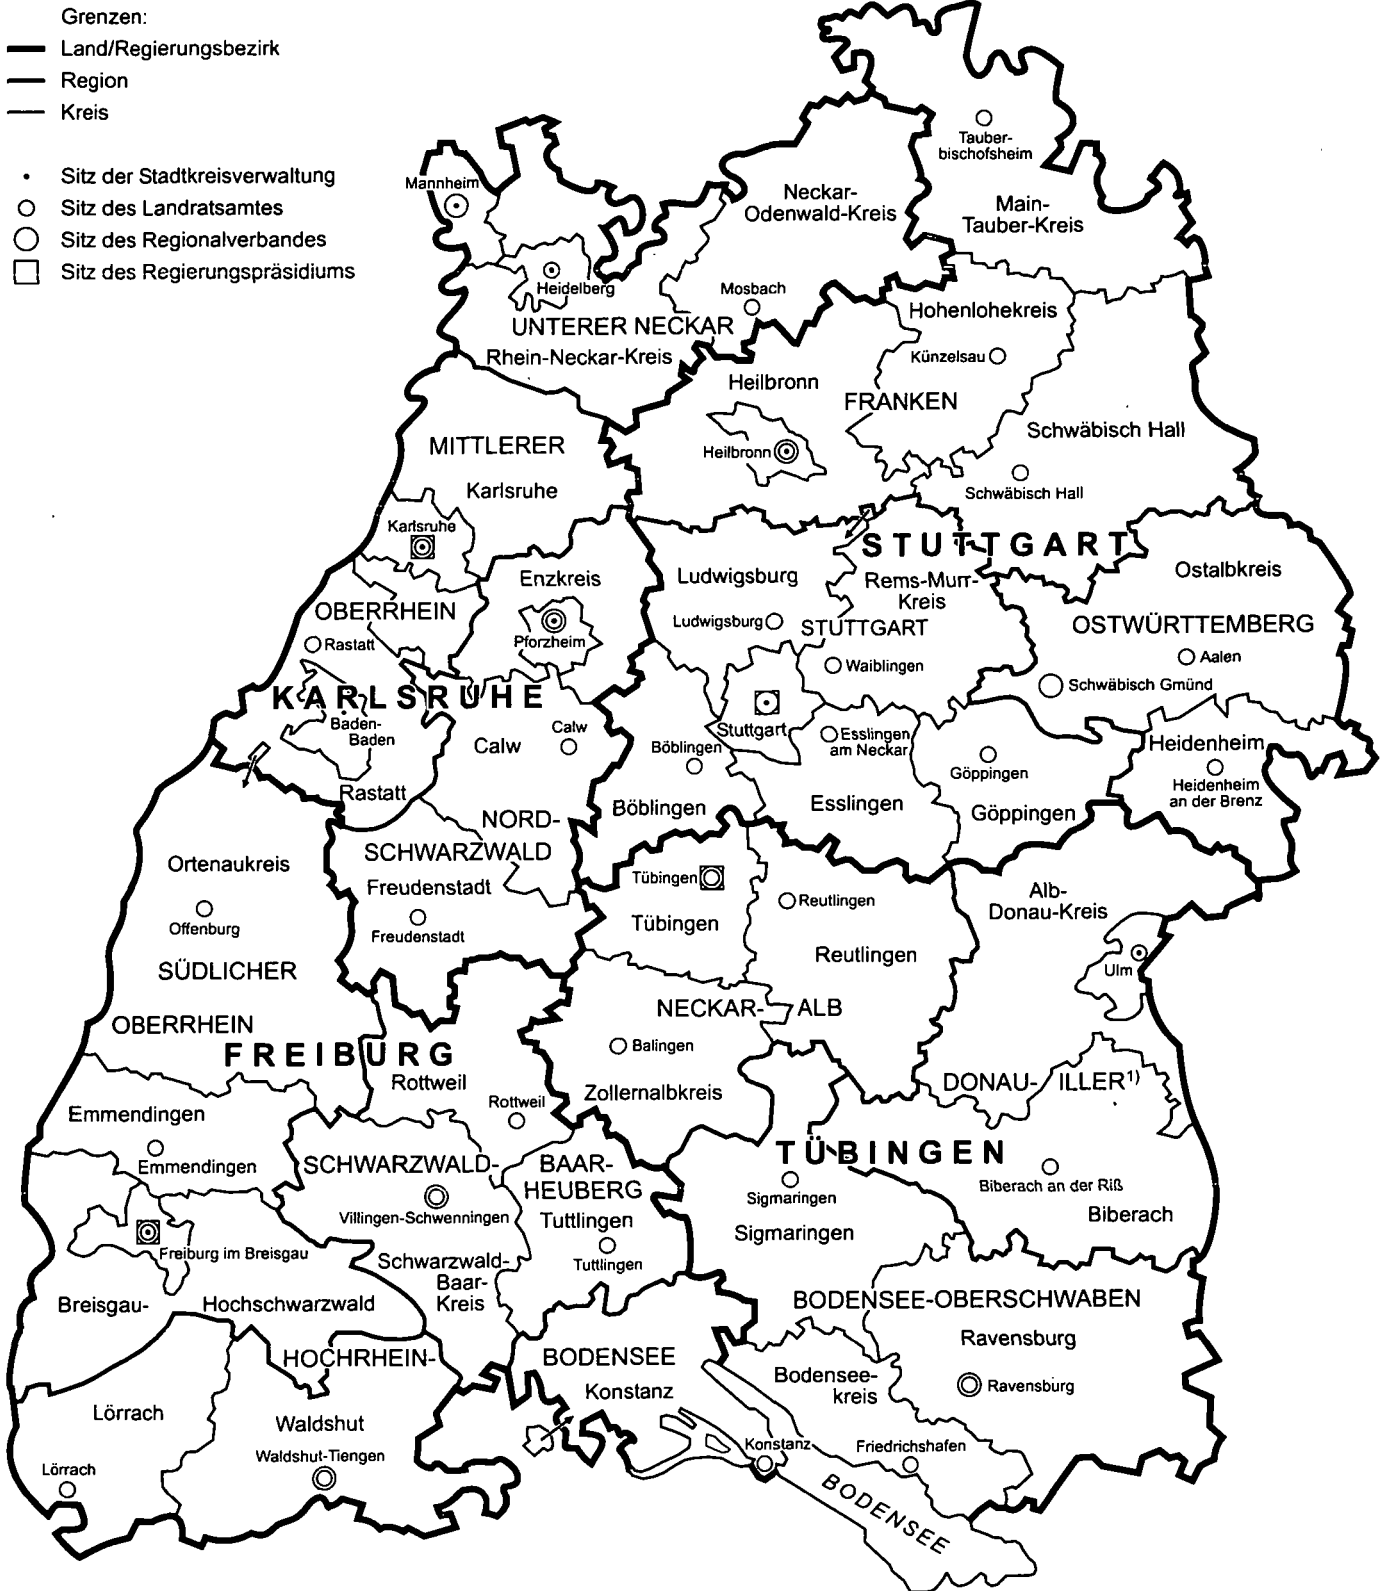 Grenzen:
Land/Regierungsbezirk
Region
Kreis
Sitz der Stadtkreisverwaltung
Sitz des Landratsamtes
Sitz des Regionalverbandes
Sitz des Regierungspräsidiums
Tauber-
bischofsheim
Main-
Tauber-Kreis
Neckar-
Odenwald-Kreis
Mosbach
Mannheim
Heidelberg
UNTERER NECKAR
Rhein-Neckar-Kreis
Hohenlohekreis
Künzelsau
Heilbronn
FRANKEN
Heilbronn
Schwäbisch Hall
Schwäbisch Hall
MITTLERER
Karlsruhe
Karlsruhe
OBERRHEIN
Rastatt
KARLSRUHE
Baden-
Baden
Rastatt
Enzkreis
Pforzheim
Calw
Calw
NORD-
SCHWARZWALD
Freudenstadt
Freudenstadt
STUTTGART
Ludwigsburg
Ludwigsburg
Rems-Murr-
Kreis
STUTTGART
Waiblingen
Stuttgart
Böblingen
Böblingen
Esslingen
am Neckar
Esslingen
Göppingen
Göppingen
Ostalbkreis
OSTWÜRTTEMBERG
Aalen
Schwäbisch Gmünd
Heidenheim
Heidenheim
an der Brenz
Ortenaukreis
Offenburg
SÜDLICHER
OBERRHEIN
FREIBURG
Emmendingen
Emmendingen
Freiburg im Breisgau
Breisgau-
Hochschwarzwald
Rottweil
Rottweil
SCHWARZWALD-
BAAR-
HEUBERG
Villingen-Schwenningen
Schwarzwald-
Baar-
Kreis
Tuttlingen
Tuttlingen
Tübingen
Tübingen
Reutlingen
Reutlingen
NECKAR-
ALB
Balingen
Zollernalbkreis
Alb-
Donau-Kreis
Ulm
DONAU-
ILLER1)
TÜBINGEN
Sigmaringen
Sigmaringen
Biberach an der Riß
Biberach
BODENSEE-OBERSCHWABEN
Ravensburg
Ravensburg
Bodensee-
kreis
Friedrichshafen
HOCHRHEIN-
BODENSEE
Konstanz
Konstanz
Lörrach
Lörrach
Waldshut
Waldshut-Tiengen
BODENSEE